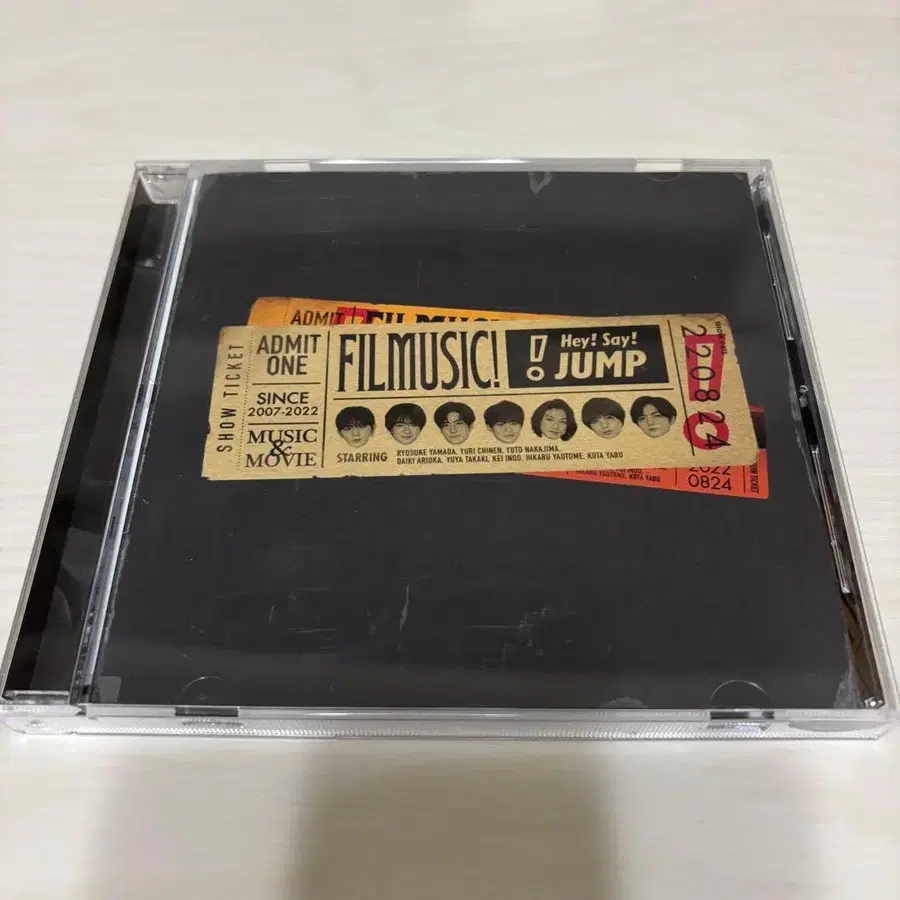 ADMIT
SHOW TICKET
ADMIT
ONE
SINCE
2007-2022
MUSIC
&
MOVIE
FILMUSIC!
Hey! Say!
JUMP
STARRING
RYOSUKE YAMADA, YURI CHINEN, YUTO NAKAJIMA,
DAIKI ARIOKA, YUYA TAKAKI, KEI INOO, HIKARU YAOTOME, KOTA YABU
220824
HIKARU YAOTOME, KOTA YABU
2022
0824